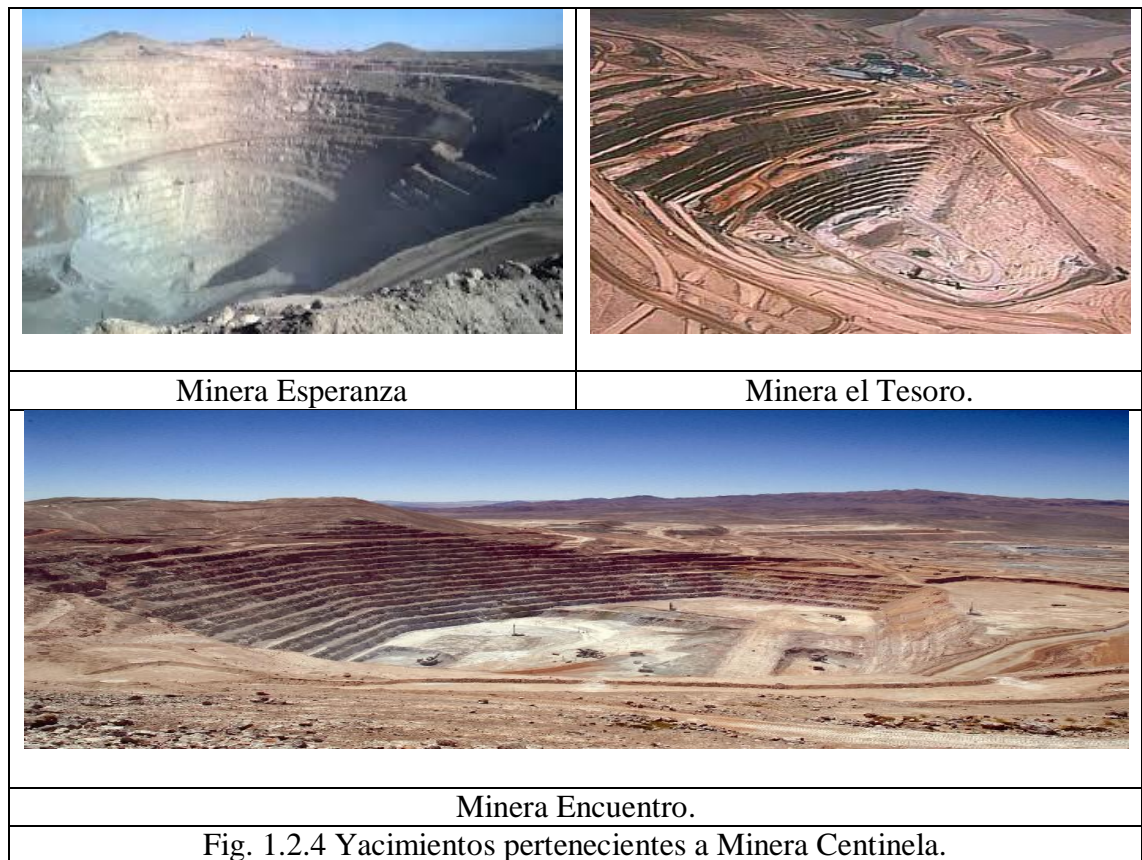 Minera Esperanza
Minera el Tesoro.
Minera Encuentro.
Fig. 1.2.4 Yacimientos pertenecientes a Minera Centinela.